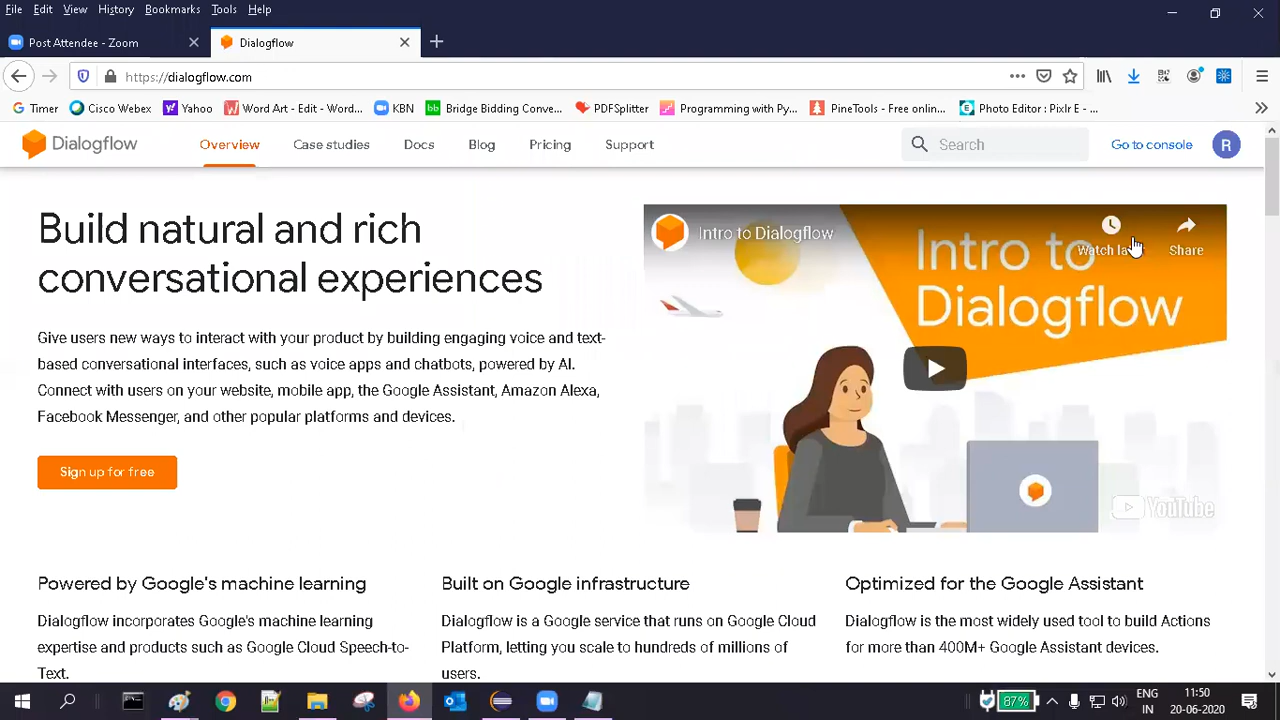 File Edit View History Bookmarks Tools Help
Post Attendee - Zoom
Dialogflow
https://dialogflow.com
Timer Cisco Webex Yahoo Word Art - Edit - Word... KBN Bridge Bidding Conve... PDFSplitter Programming with Py... PineTools - Free onlin... Photo Editor : Pixlr E - ...
Dialogflow Overview Case studies Docs Blog Pricing Support Search Go to console R
Build natural and rich
conversational experiences
Give users new ways to interact with your product by building engaging voice and text-
based conversational interfaces, such as voice apps and chatbots, powered by AI.
Connect with users on your website, mobile app, the Google Assistant, Amazon Alexa,
Facebook Messenger, and other popular platforms and devices.
Sign up for free
Intro to Dialogflow
Watch
Share
Intro to
Dialogflow
YouTube
Powered by Google's machine learning
Dialogflow incorporates Google's machine learning
expertise and products such as Google Cloud Speech-to-
Text.
Built on Google infrastructure
Dialogflow is a Google service that runs on Google Cloud
Platform, letting you scale to hundreds of millions of
users.
Optimized for the Google Assistant
Dialogflow is the most widely used tool to build Actions
for more than 400M+ Google Assistant devices.
87%
ENG
IN
11:50
20-06-2020